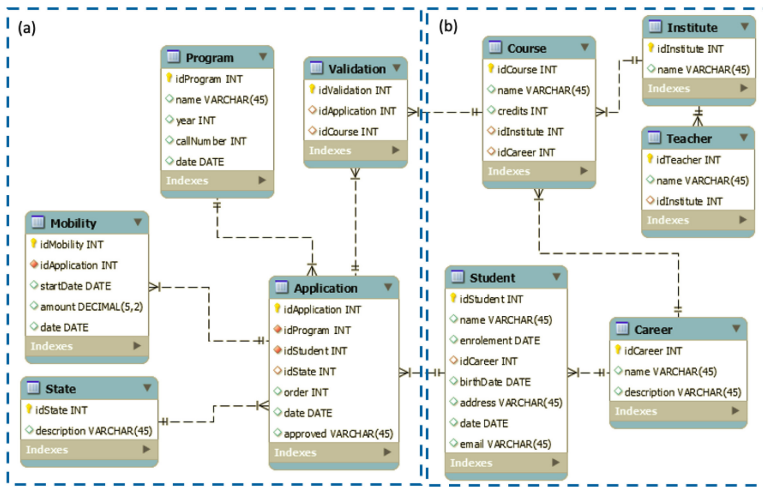 (a)
Program
idProgram INT
name VARCHAR(45)
year INT
callNumber INT
date DATE
Indexes
Validation
idValidation INT
idApplication INT
idCourse INT
Indexes
Mobility
idMobility INT
idApplication INT
startDate DATE
amount DECIMAL(5,2)
date DATE
Indexes
Application
idApplication INT
idProgram INT
idStudent INT
idState INT
order INT
date DATE
approved VARCHAR(45)
Indexes
State
idState INT
description VARCHAR(45)
Indexes
(b)
Course
idCourse INT
name VARCHAR(45)
credits INT
idInstitute INT
idCareer INT
Indexes
Institute
idInstitute INT
name VARCHAR(45)
Indexes
Teacher
idTeacher INT
name VARCHAR(45)
idInstitute INT
Indexes
Student
idStudent INT
name VARCHAR(45)
enrolement DATE
idCareer INT
birthDate DATE
address VARCHAR(45)
date DATE
email VARCHAR(45)
Indexes
Career
idCareer INT
name VARCHAR(45)
description VARCHAR(45)
Indexes